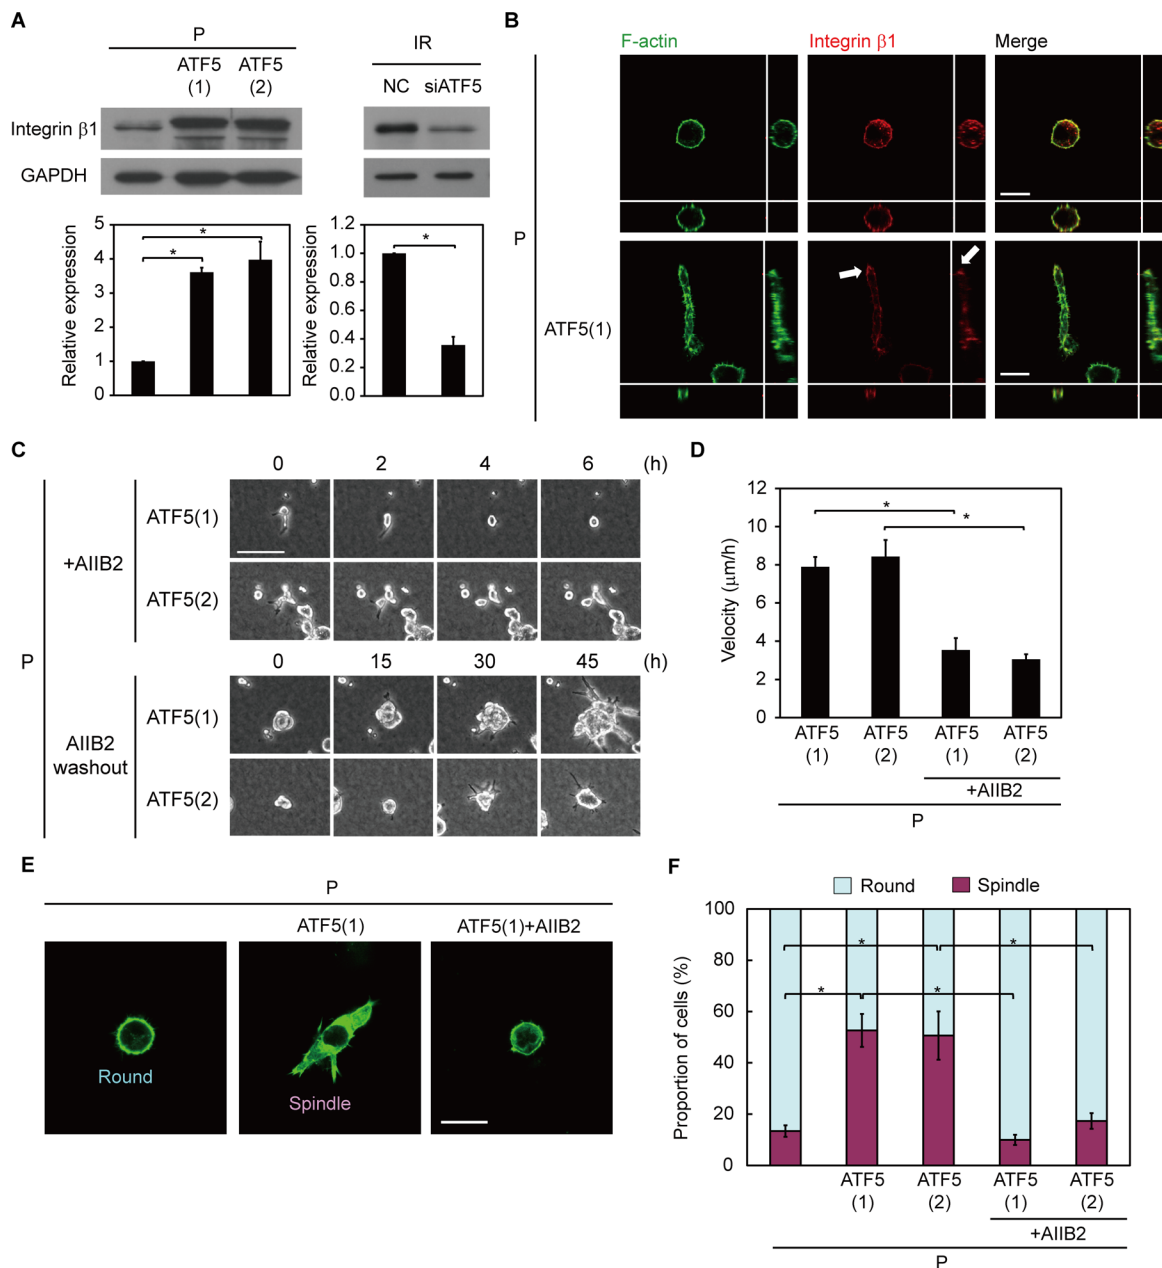 A
P
ATF5
(1)
ATF5
(2)
IR
NC siATF5
Integrin β1
GAPDH
Relative expression
5
4
3
2
1
0
*
*
Relative expression
1.2
1.0
0.8
0.6
0.4
0.2
0.0
*
B
F-actin Integrin β1 Merge
P
ATF5(1)
C
0 2 4 6 (h)
P
+AIIB2
ATF5(1)
ATF5(2)
0 15 30 45 (h)
AIIB2
washout
ATF5(1)
ATF5(2)
D
Velocity (μm/h)
12
10
8
6
4
2
0
*
*
ATF5
(1)
ATF5
(2)
ATF5
(1)
ATF5
(2)
+AIIB2
P
E
P
ATF5(1) ATF5(1)+AIIB2
Round
Spindle
F
Round Spindle
Proportion of cells (%)
100
80
60
40
20
0
* *
* *
ATF5
(1)
ATF5
(2)
ATF5
(1)
ATF5
(2)
+AIIB2
P